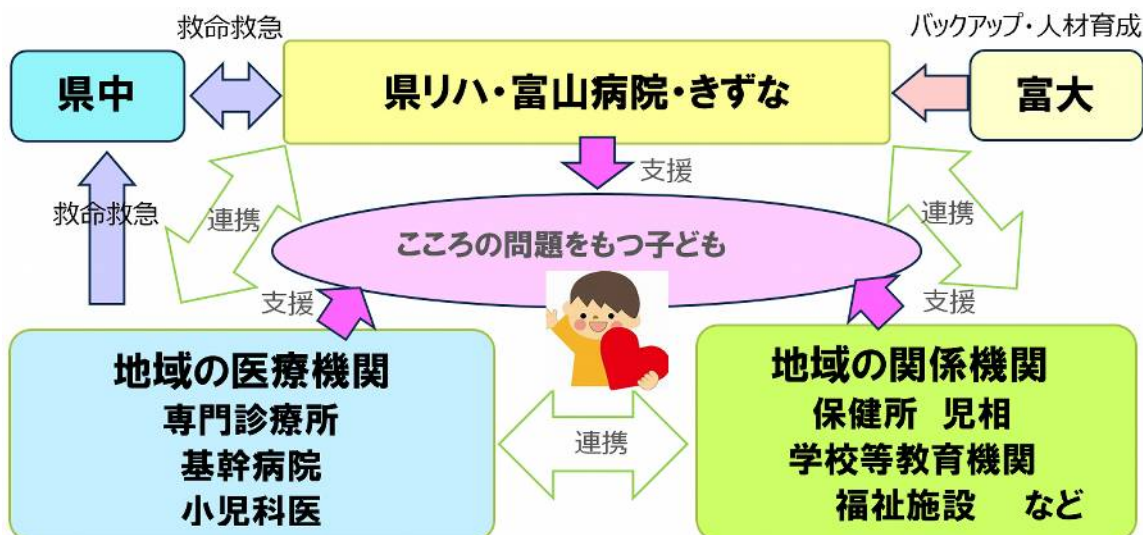 救命救急
バックアップ・人材育成
県中
県リハ・富山病院・きずな
富大
支援
救命救急
連携
連携
こころの問題をもつ子ども
支援
支援
地域の医療機関
専門診療所
基幹病院
小児科医
連携
地域の関係機関
保健所 児相
学校等教育機関
福祉施設 など